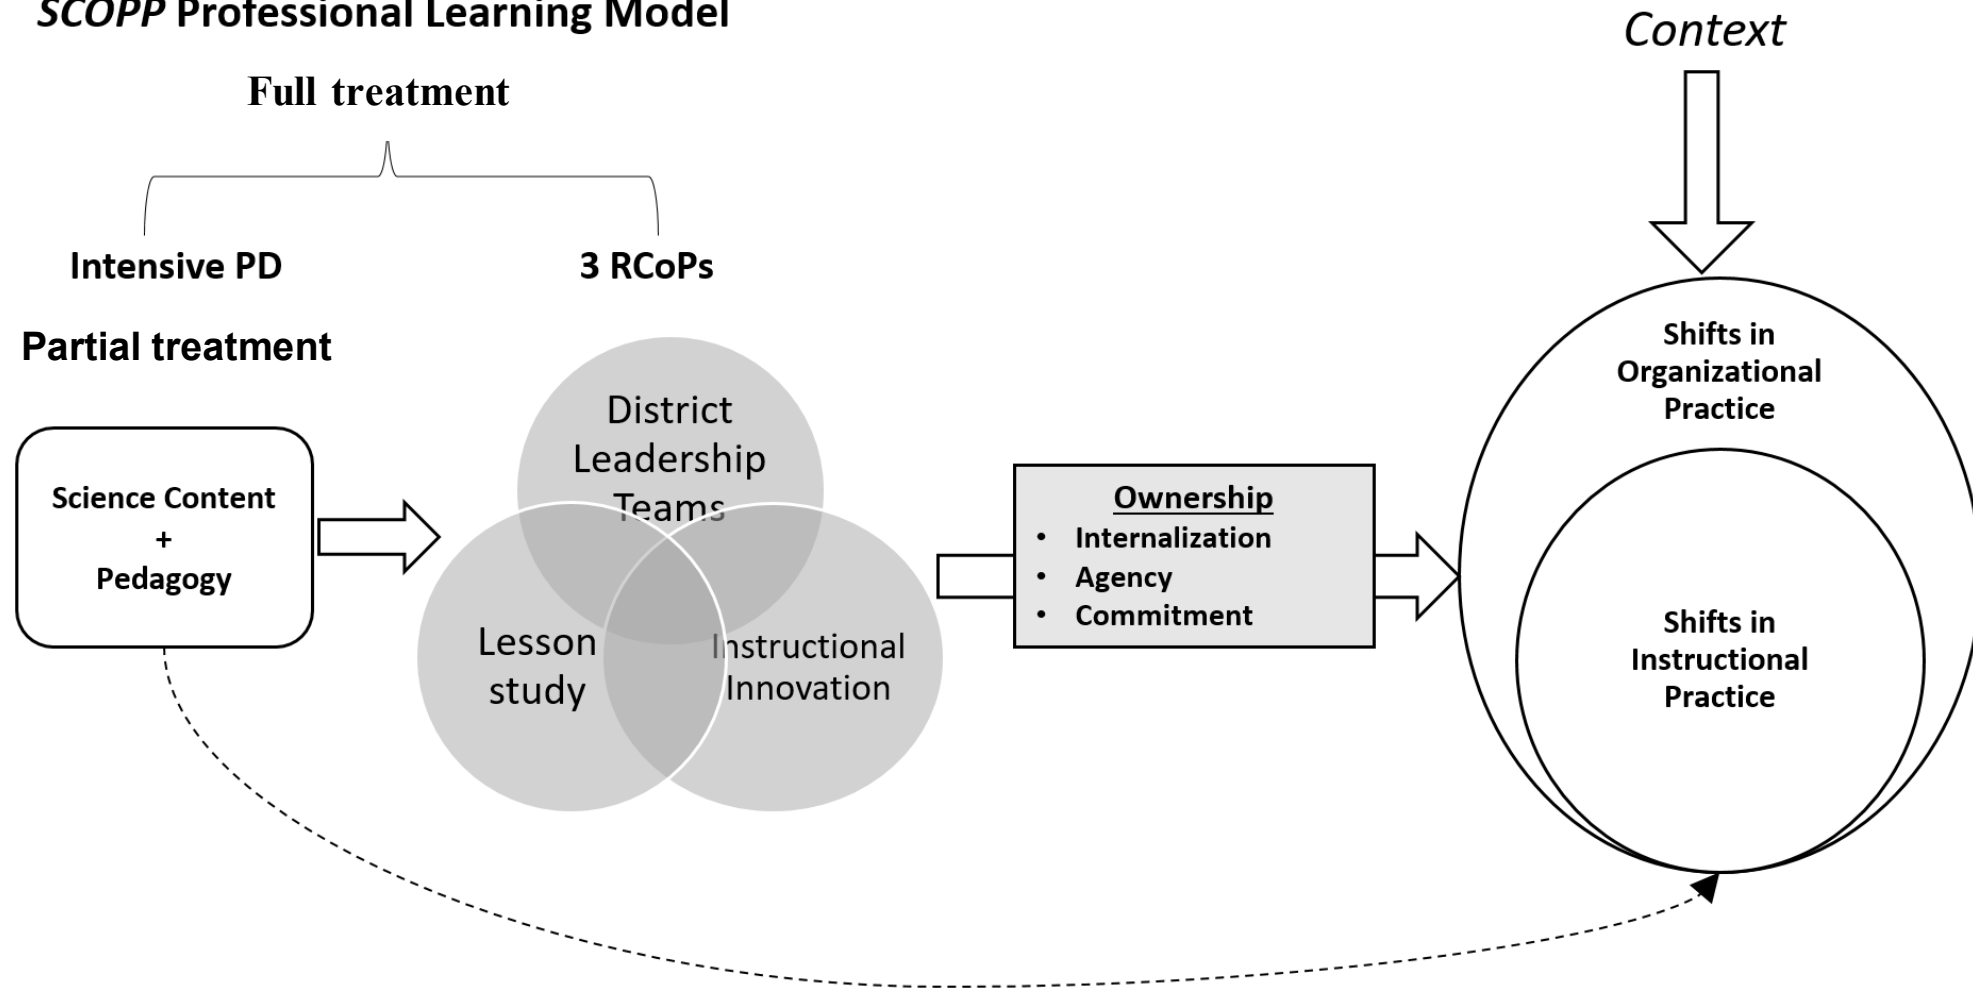 SCOPP Professional Learning Model
Context
Full treatment
Intensive PD
3 RCoPs
Partial treatment
Science Content
+
Pedagogy
District
Leadership
Teams
Lesson
study
Instructional
Innovation
Ownership
• Internalization
• Agency
• Commitment
Shifts in
Organizational
Practice
Shifts in
Instructional
Practice